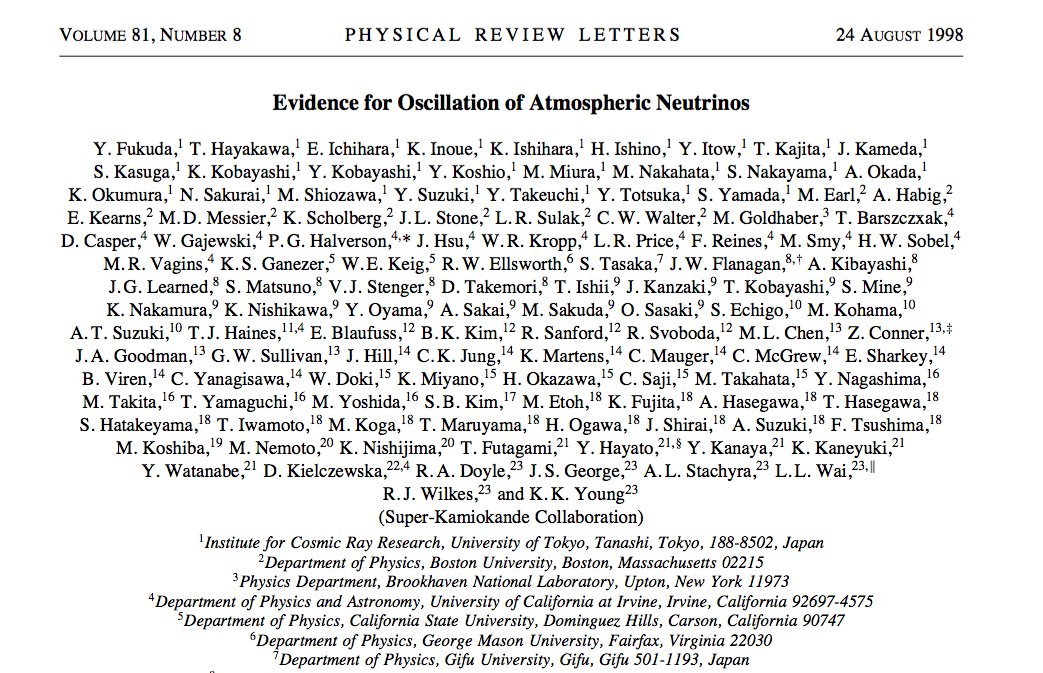 VOLUME 81, NUMBER 8 PHYSICAL REVIEW LETTERS 24 AUGUST 1998
Evidence for Oscillation of Atmospheric Neutrinos
Y. Fukuda,¹ T. Hayakawa,¹ E. Ichihara,¹ K. Inoue,¹ K. Ishihara,¹ H. Ishino,¹ Y. Itow,¹ T. Kajita,¹ J. Kameda,¹
S. Kasuga,¹ K. Kobayashi,¹ Y. Kobayashi,¹ Y. Koshio,¹ M. Miura,¹ M. Nakahata,¹ S. Nakayama,¹ A. Okada,¹
K. Okumura,¹ N. Sakurai,¹ M. Shiozawa,¹ Y. Suzuki,¹ Y. Takeuchi,¹ Y. Totsuka,¹ S. Yamada,¹ M. Earl,² A. Habig,²
E. Kearns,² M. D. Messier,² K. Scholberg,² J. L. Stone,² L. R. Sulak,² C. W. Walter,² M. Goldhaber,³ T. Barszczxak,⁴
D. Casper,⁴ W. Gajewski,⁴ P. G. Halverson,⁴,* J. Hsu,⁴ W. R. Kropp,⁴ L. R. Price,⁴ F. Reines,⁴ M. Smy,⁴ H. W. Sobel,⁴
M. R. Vagins,⁴ K. S. Ganezer,⁵ W. E. Keig,⁵ R. W. Ellsworth,⁶ S. Tasaka,⁷ J. W. Flanagan,⁸,† A. Kibayashi,⁸
J. G. Learned,⁸ S. Matsuno,⁸ V. J. Stenger,⁸ D. Takemori,⁸ T. Ishii,⁹ J. Kanzaki,⁹ T. Kobayashi,⁹ S. Mine,⁹
K. Nakamura,⁹ K. Nishikawa,⁹ Y. Oyama,⁹ A. Sakai,⁹ M. Sakuda,⁹ O. Sasaki,⁹ S. Echigo,¹⁰ M. Kohama,¹⁰
A. T. Suzuki,¹⁰ T. J. Haines,¹¹,⁴ E. Blaufuss,¹² B. K. Kim,¹² R. Sanford,¹² R. Svoboda,¹² M. L. Chen,¹³ Z. Conner,¹³,‡
J. A. Goodman,¹³ G. W. Sullivan,¹³ J. Hill,¹⁴ C. K. Jung,¹⁴ K. Martens,¹⁴ C. Mauger,¹⁴ C. McGrew,¹⁴ E. Sharkey,¹⁴
B. Viren,¹⁴ C. Yanagisawa,¹⁴ W. Doki,¹⁵ K. Miyano,¹⁵ H. Okazawa,¹⁵ C. Saji,¹⁵ M. Takahata,¹⁵ Y. Nagashima,¹⁶
M. Takita,¹⁶ T. Yamaguchi,¹⁶ M. Yoshida,¹⁶ S. B. Kim,¹⁷ M. Etoh,¹⁸ K. Fujita,¹⁸ A. Hasegawa,¹⁸ T. Hasegawa,¹⁸
S. Hatakeyama,¹⁸ T. Iwamoto,¹⁸ M. Koga,¹⁸ T. Maruyama,¹⁸ H. Ogawa,¹⁸ J. Shirai,¹⁸ A. Suzuki,¹⁸ F. Tsushima,¹⁸
M. Koshiba,¹⁹ M. Nemoto,²⁰ K. Nishijima,²⁰ T. Futagami,²¹ Y. Hayato,²¹,§ Y. Kanaya,²¹ K. Kaneyuki,²¹
Y. Watanabe,²¹ D. Kielczewska,²²,⁴ R. A. Doyle,²³ J. S. George,²³ A. L. Stachyra,²³ L. L. Wai,²³,‖
R. J. Wilkes,²³ and K. K. Young²³
(Super-Kamiokande Collaboration)
¹Institute for Cosmic Ray Research, University of Tokyo, Tanashi, Tokyo, 188-8502, Japan
²Department of Physics, Boston University, Boston, Massachusetts 02215
³Physics Department, Brookhaven National Laboratory, Upton, New York 11973
⁴Department of Physics and Astronomy, University of California at Irvine, Irvine, California 92697-4575
⁵Department of Physics, California State University, Dominguez Hills, Carson, California 90747
⁶Department of Physics, George Mason University, Fairfax, Virginia 22030
⁷Department of Physics, Gifu University, Gifu, Gifu 501-1193, Japan